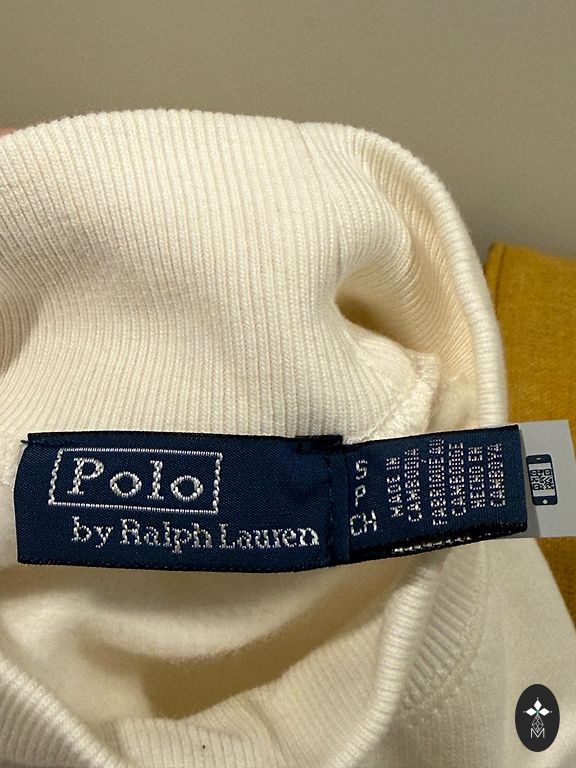 Polo
by Ralph Lauren
S
P
CH
MADE IN
CAMBODIA
/
FABRIQUÉ AU
CAMBODGE
/
HECHO EN
CAMBOYA
M